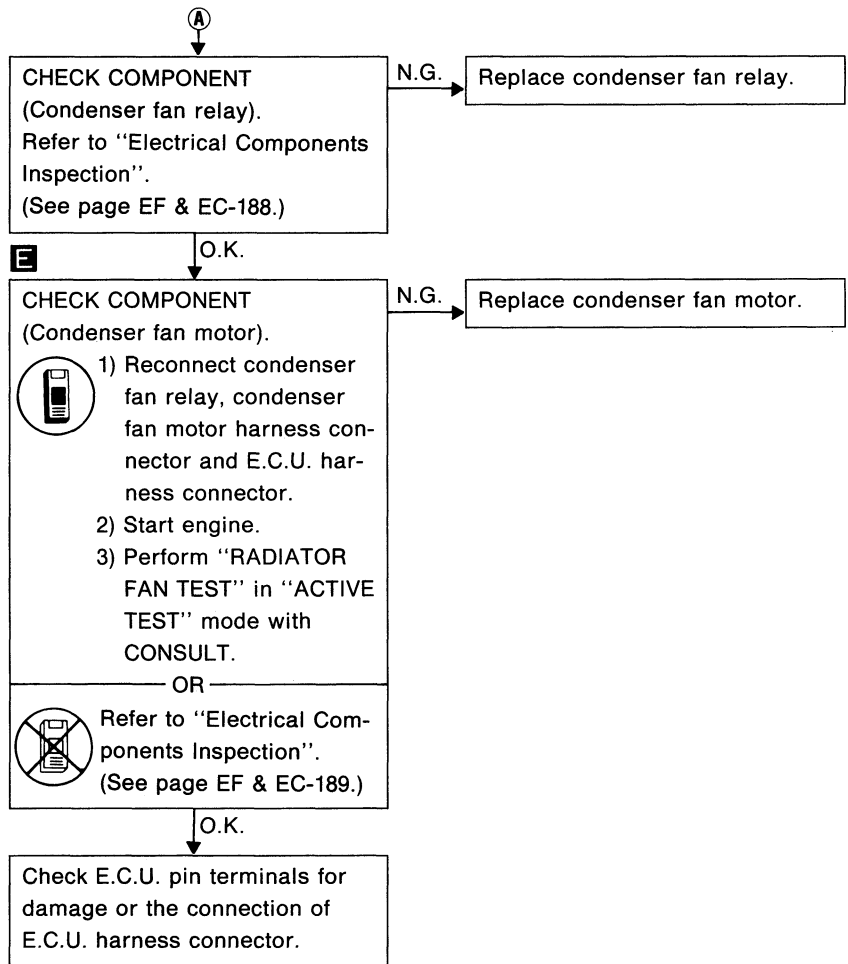 A
CHECK COMPONENT
(Condenser fan relay).
Refer to ‘‘Electrical Components
Inspection’’.
(See page EF & EC-188.)
N.G.
Replace condenser fan relay.
O.K.
E
CHECK COMPONENT
(Condenser fan motor).
1) Reconnect condenser
fan relay, condenser
fan motor harness con-
nector and E.C.U. har-
ness connector.
2) Start engine.
3) Perform ‘‘RADIATOR
FAN TEST’’ in ‘‘ACTIVE
TEST’’ mode with
CONSULT.
OR
Refer to ‘‘Electrical Com-
ponents Inspection’’.
(See page EF & EC-189.)
N.G.
Replace condenser fan motor.
O.K.
Check E.C.U. pin terminals for
damage or the connection of
E.C.U. harness connector.